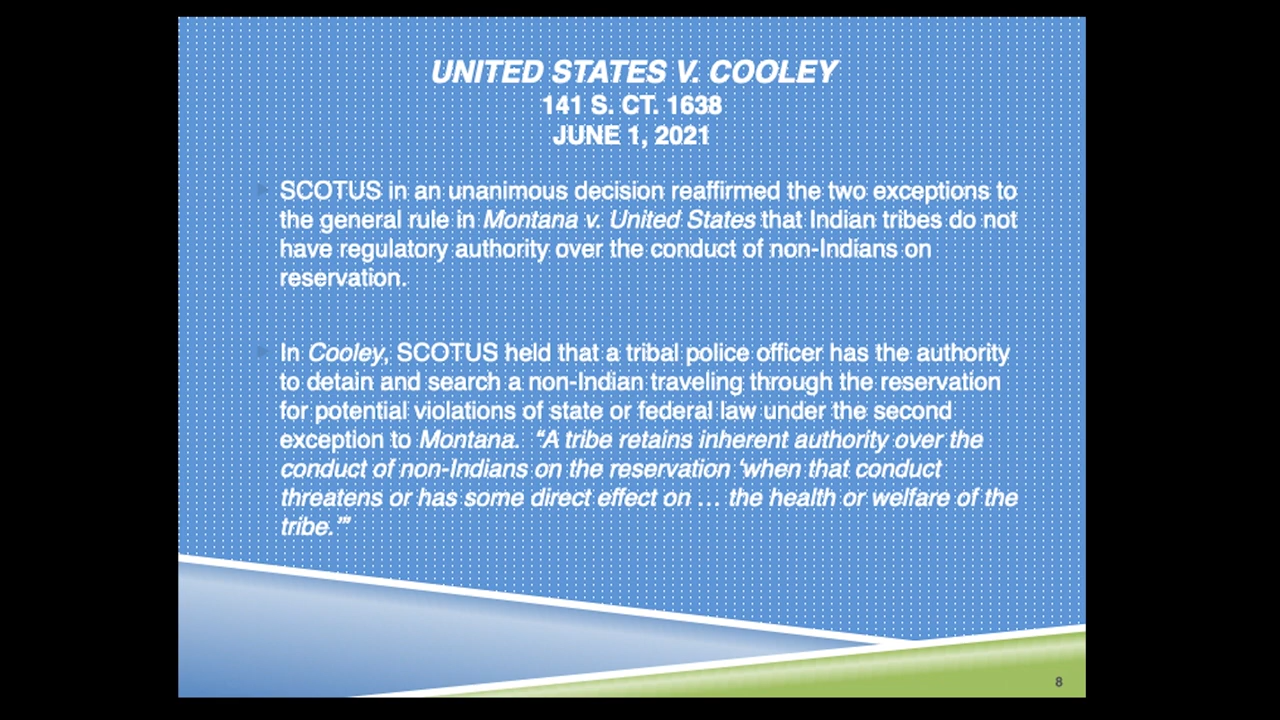 UNITED STATES V. COOLEY
141 S. CT. 1638
JUNE 1, 2021
SCOTUS in an unanimous decision reaffirmed the two exceptions to
the general rule in Montana v. United States that Indian tribes do not
have regulatory authority over the conduct of non-Indians on
reservation.
In Cooley, SCOTUS held that a tribal police officer has the authority
to detain and search a non-Indian traveling through the reservation
for potential violations of state or federal law under the second
exception to Montana. “A tribe retains inherent authority over the
conduct of non-Indians on the reservation ‘when that conduct
threatens or has some direct effect on … the health or welfare of the
tribe.’”
8